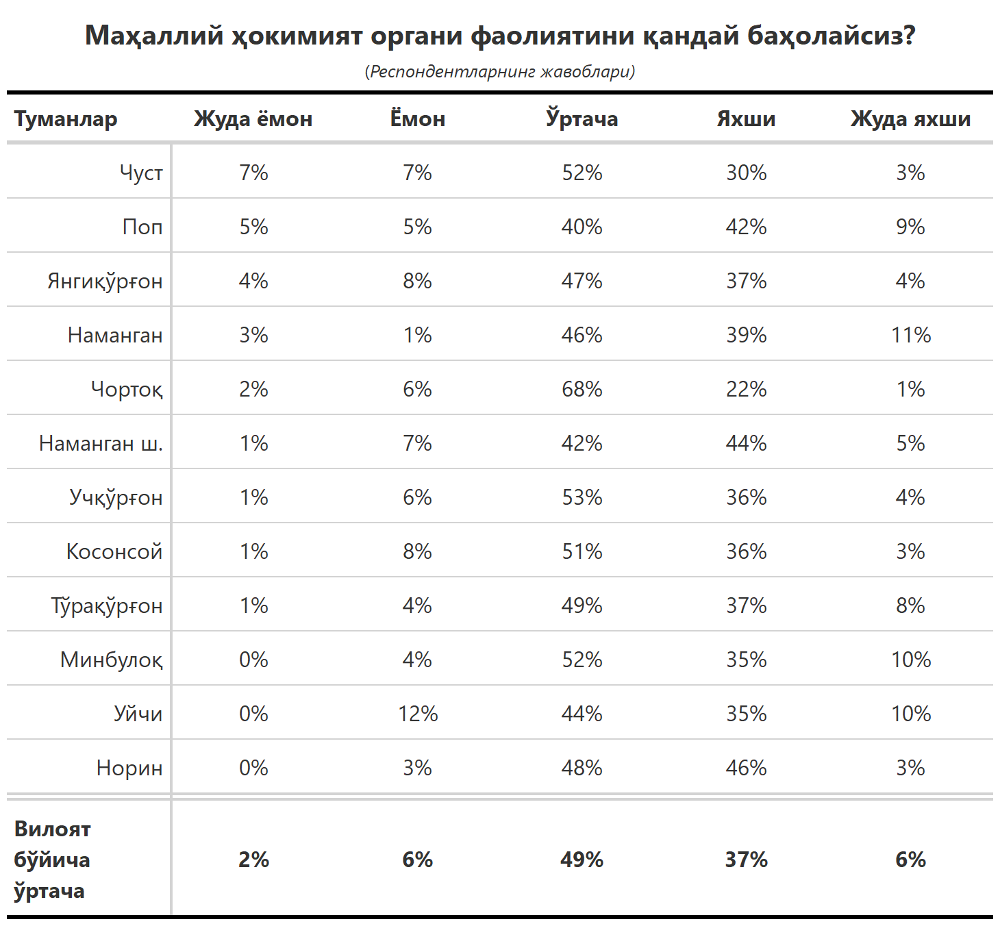 Маҳаллий ҳокимият органи фаолиятини қандай баҳолайсиз?
(Респондентларнинг жавоблари)
Туманлар Жуда ёмон Ёмон Ўртача Яхши Жуда яхши
Чуст 7% 7% 52% 30% 3%
Поп 5% 5% 40% 42% 9%
Янгиқўрғон 4% 8% 47% 37% 4%
Наманган 3% 1% 46% 39% 11%
Чортоқ 2% 6% 68% 22% 1%
Наманган ш. 1% 7% 42% 44% 5%
Учқўрғон 1% 6% 53% 36% 4%
Косонсой 1% 8% 51% 36% 3%
Тўрақўрғон 1% 4% 49% 37% 8%
Минбулоқ 0% 4% 52% 35% 10%
Уйчи 0% 12% 44% 35% 10%
Норин 0% 3% 48% 46% 3%
Вилоят
бўйича 2% 6% 49% 37% 6%
ўртача